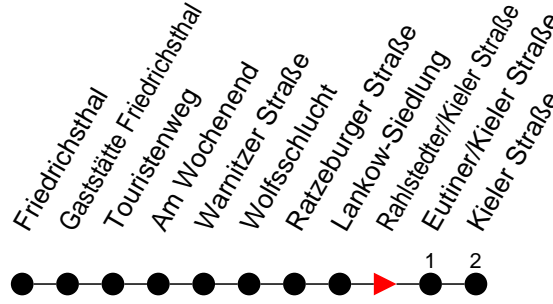 Friedrichsthal
Gaststätte Friedrichsthal
Touristenweg
Am Wochenend
Warnitzer Straße
Wolfsschlucht
Ratzeburger Straße
Lankow-Siedlung
Rahlstedter/Kieler Straße
Eutiner/Kieler Straße
Kieler Straße
1 2